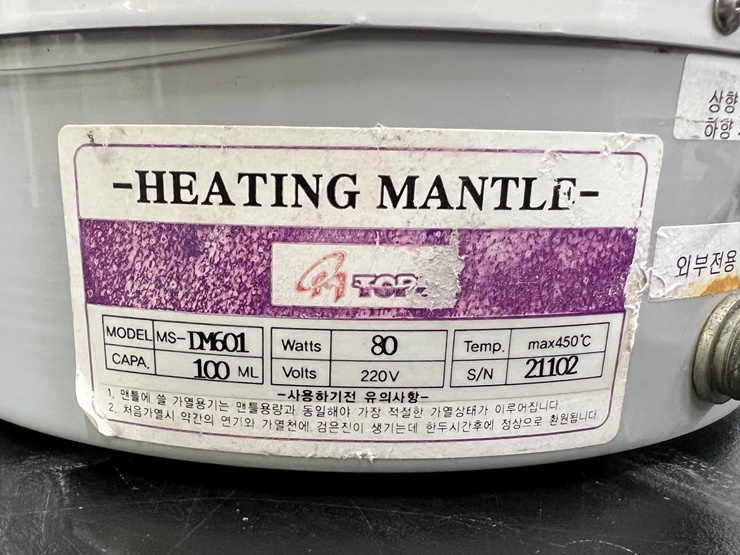 -HEATING MANTLE-
TOP
MODEL MS-DM601
CAPA. 100 ML
Watts 80
Volts 220V
Temp. max450℃
S/N 21102
-사용하기전 유의사항-
1. 맨틀에 쓸 가열용기는 맨틀용량과 동일해야 가장 적절한 가열상태가 이루어집니다
2. 처음가열시 약간의 연기와 가열천에 검은진이 생기는데 한두시간후에 정상으로 환원됩니다.
상향
하향
외부전용